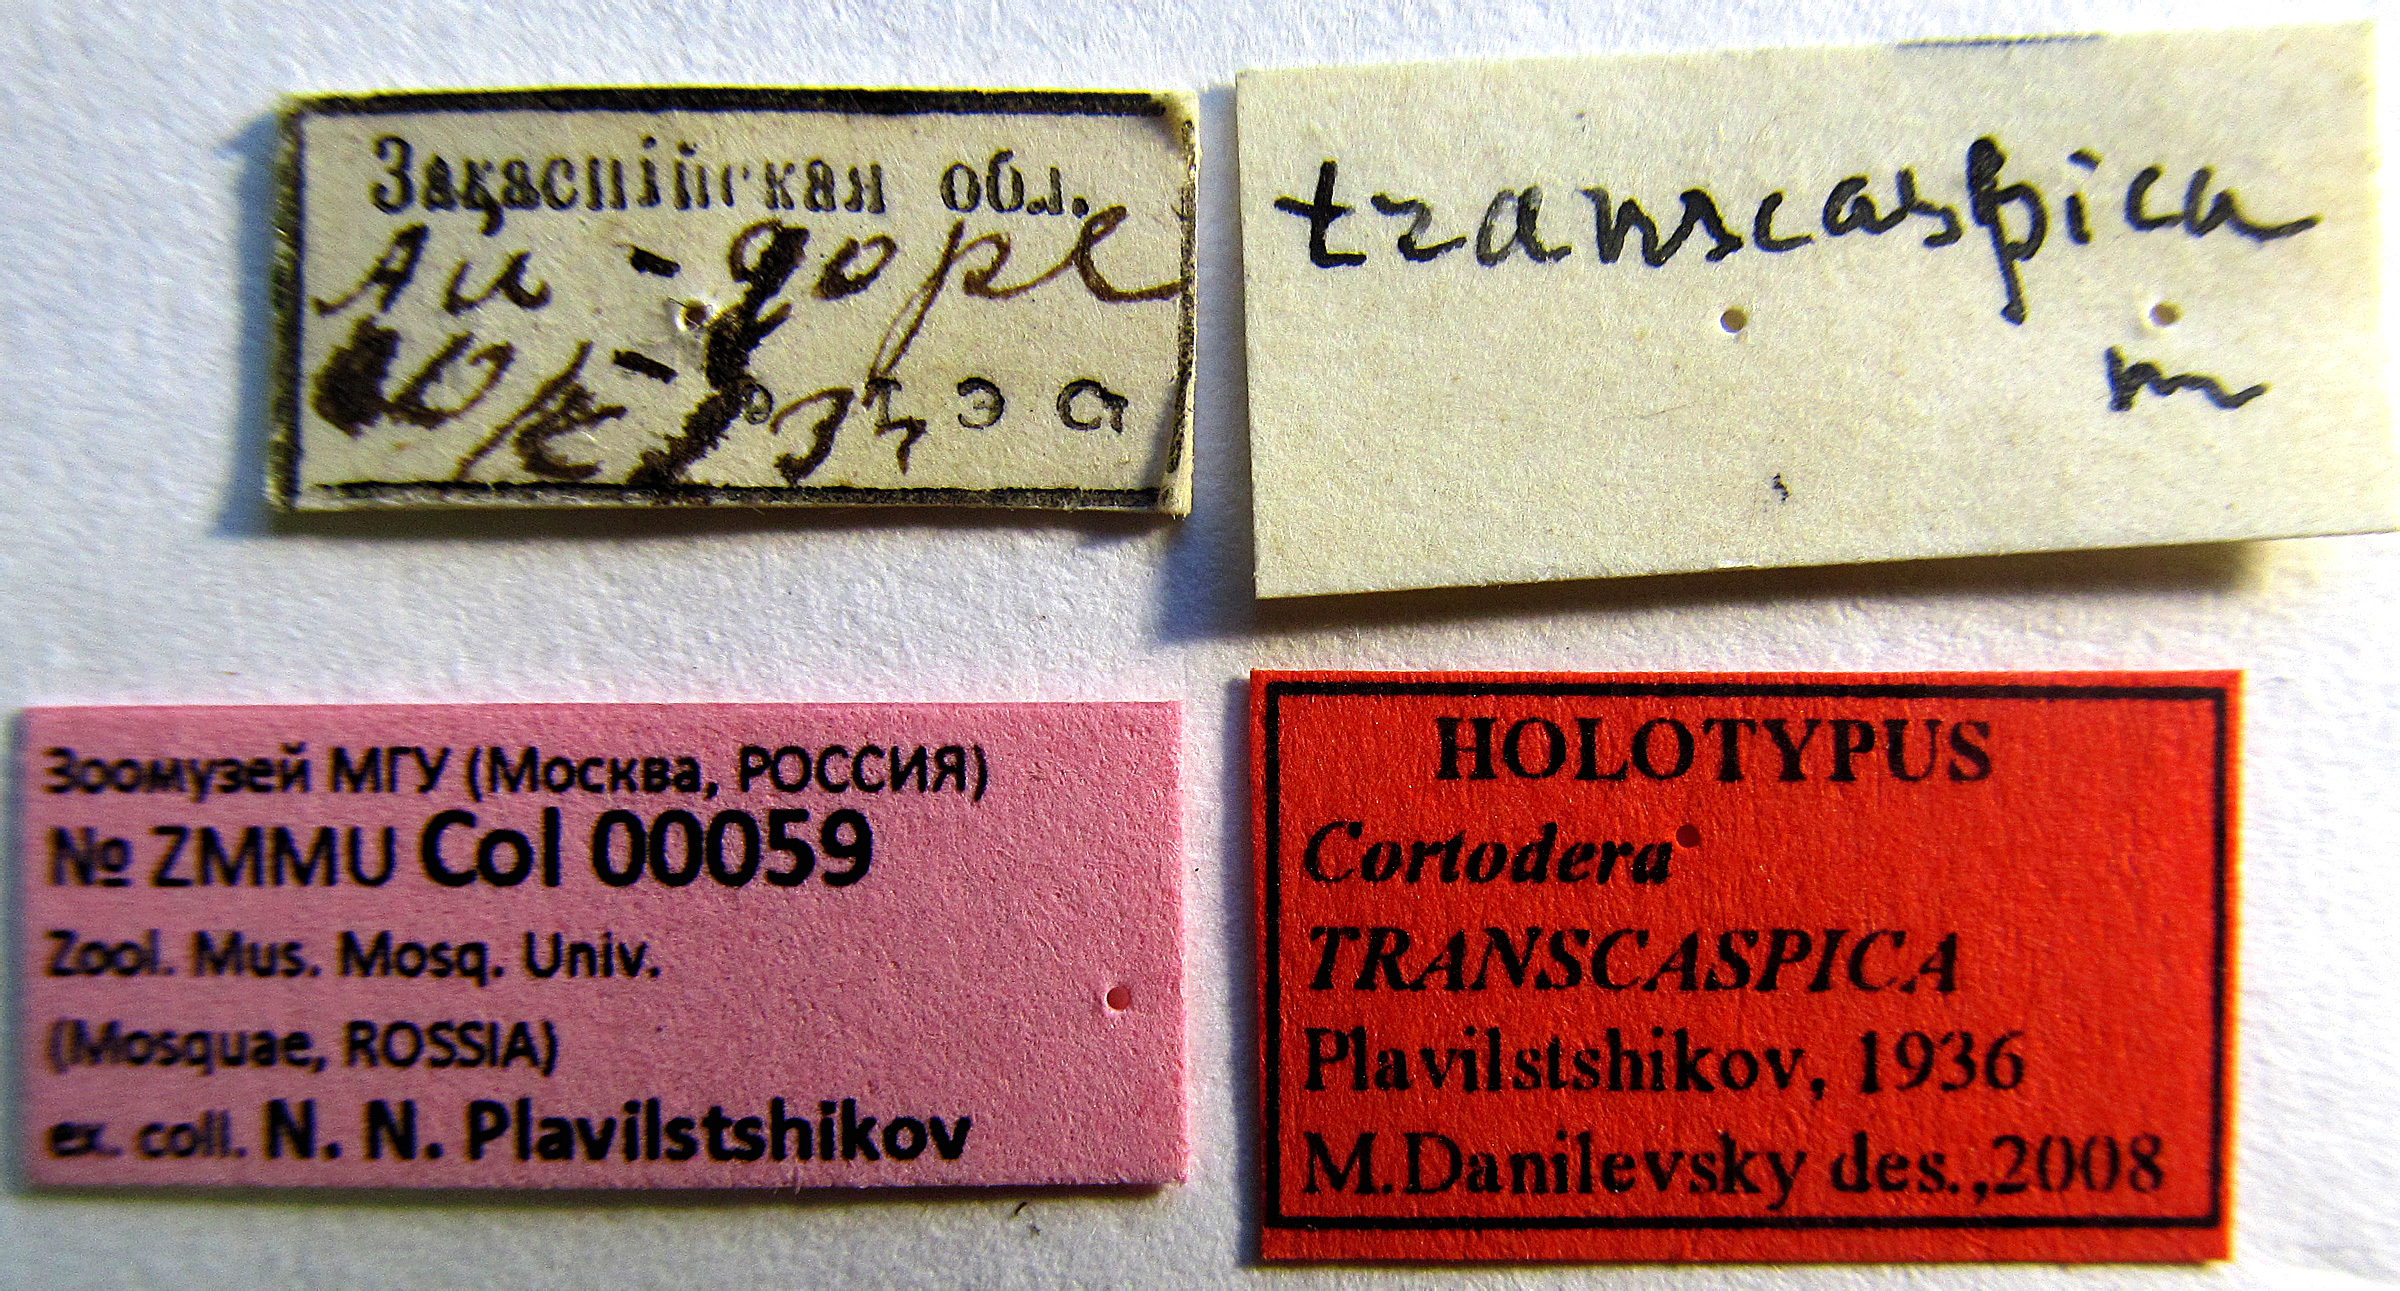 Закаспійская обл.
transcaspica
m
Зоомузей МГУ (Москва, РОССИЯ)
№ ZMMU Col 00059
Zool. Mus. Mosq. Univ.
(Mosquae, ROSSIA)
ex. coll. N. N. Plavilstshikov
HOLOTYPUS
Cortodera
TRANSCASPICA
Plavilstshikov, 1936
M.Danilevsky des.,2008